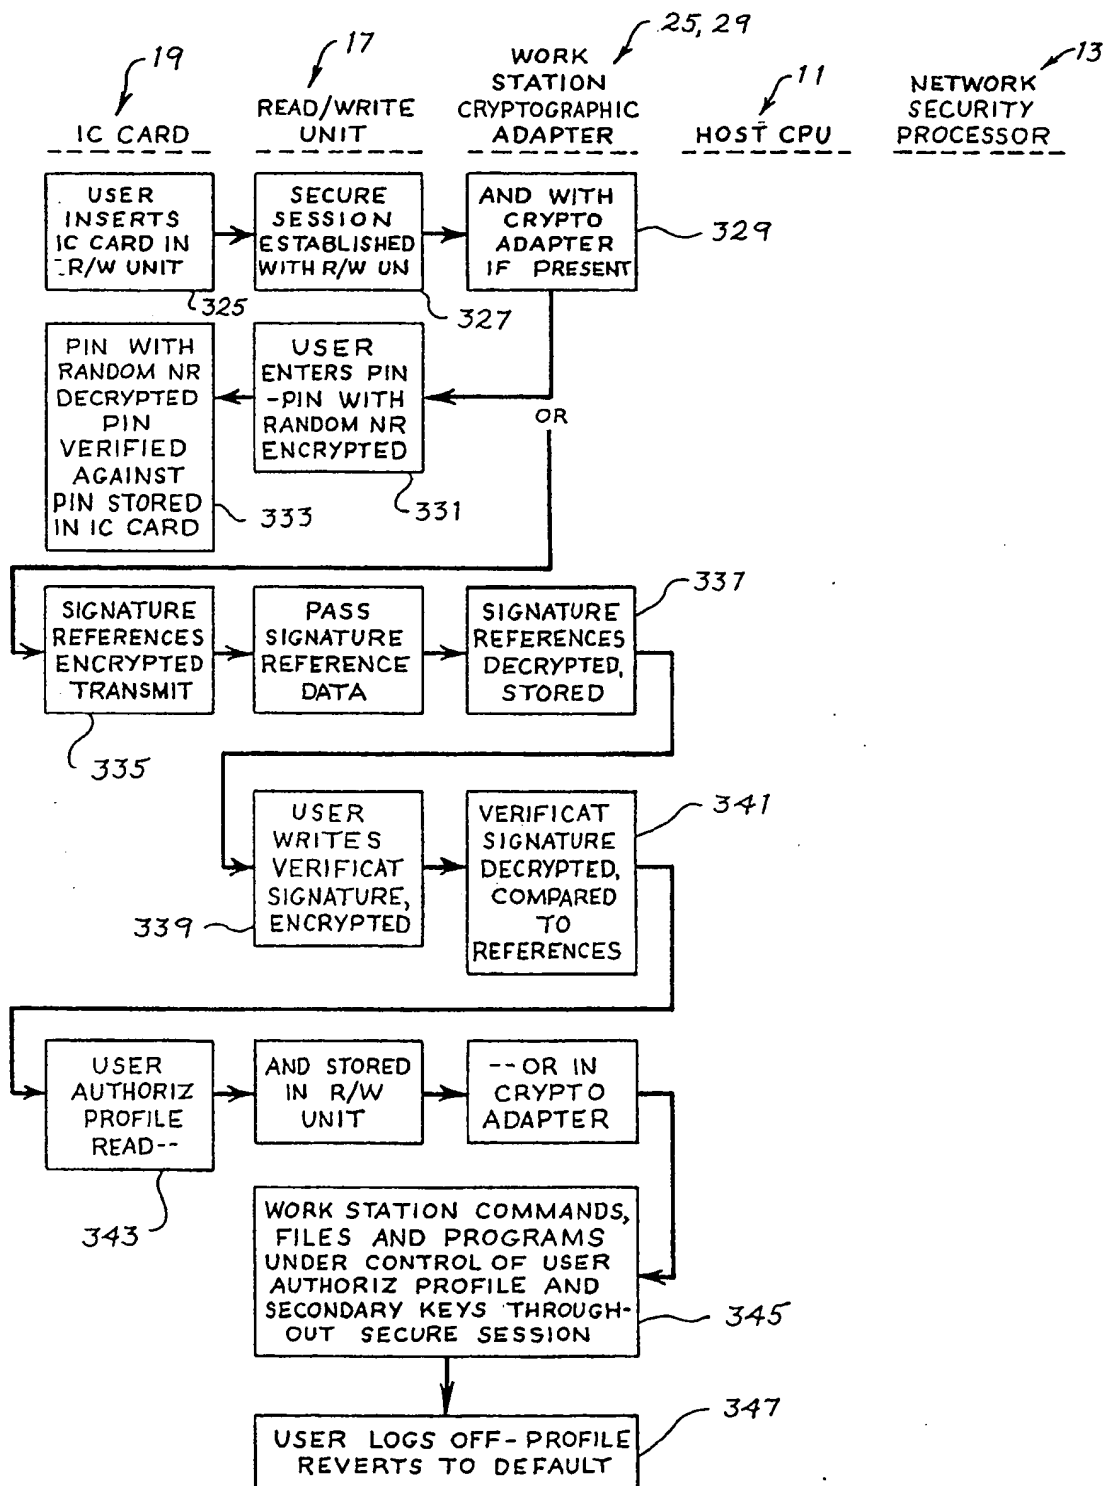 19
IC CARD
17
READ/WRITE
UNIT
25, 29
WORK
STATION
CRYPTOGRAPHIC
ADAPTER
11
HOST CPU
13
NETWORK
SECURITY
PROCESSOR
USER
INSERTS
IC CARD IN
R/W UNIT
325
SECURE
SESSION
ESTABLISHED
WITH R/W UN
327
AND WITH
CRYPTO
ADAPTER
IF PRESENT
329
PIN WITH
RANDOM NR
DECRYPTED
PIN
VERIFIED
AGAINST
PIN STORED
IN IC CARD
333
USER
ENTERS PIN
-PIN WITH
RANDOM NR
ENCRYPTED
331
OR
SIGNATURE
REFERENCES
ENCRYPTED
TRANSMIT
335
PASS
SIGNATURE
REFERENCE
DATA
SIGNATURE
REFERENCES
DECRYPTED,
STORED
337
USER
WRITES
VERIFICAT
SIGNATURE,
ENCRYPTED
339
VERIFICAT
SIGNATURE
DECRYPTED,
COMPARED
TO
REFERENCES
341
USER
AUTHORIZ
PROFILE
READ--
343
AND STORED
IN R/W
UNIT
--OR IN
CRYPTO
ADAPTER
WORK STATION COMMANDS,
FILES AND PROGRAMS
UNDER CONTROL OF USER
AUTHORIZ PROFILE AND
SECONDARY KEYS THROUGH-
OUT SECURE SESSION
345
USER LOGS OFF-PROFILE
REVERTS TO DEFAULT
347